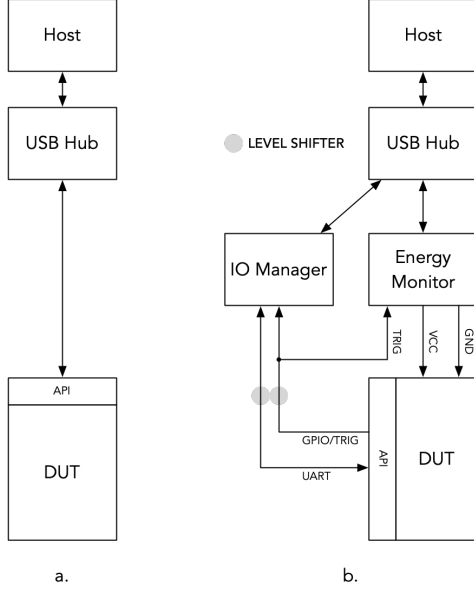 Host
USB Hub
API
DUT
a.
Host
LEVEL SHIFTER
USB Hub
IO Manager
Energy
Monitor
TRIG
VCC
GND
GPIO/TRIG
UART
API
DUT
b.